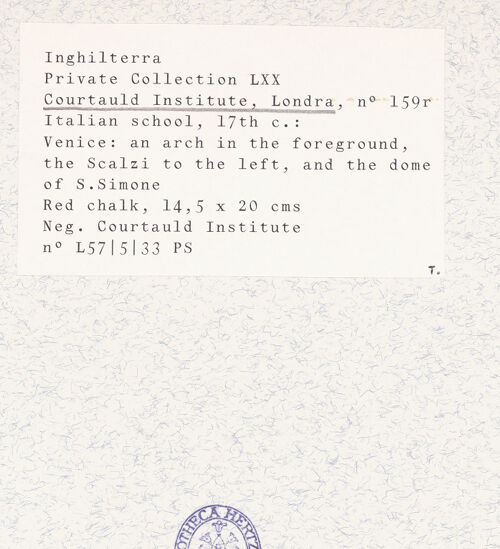 Inghilterra
Private Collection LXX
Courtauld Institute, Londra, nº 159r
Italian school, 17th c.:
Venice: an arch in the foreground,
the Scalzi to the left, and the dome
of S.Simone
Red chalk, 14,5 x 20 cms
Neg. Courtauld Institute
nº L57|5|33 PS
T.